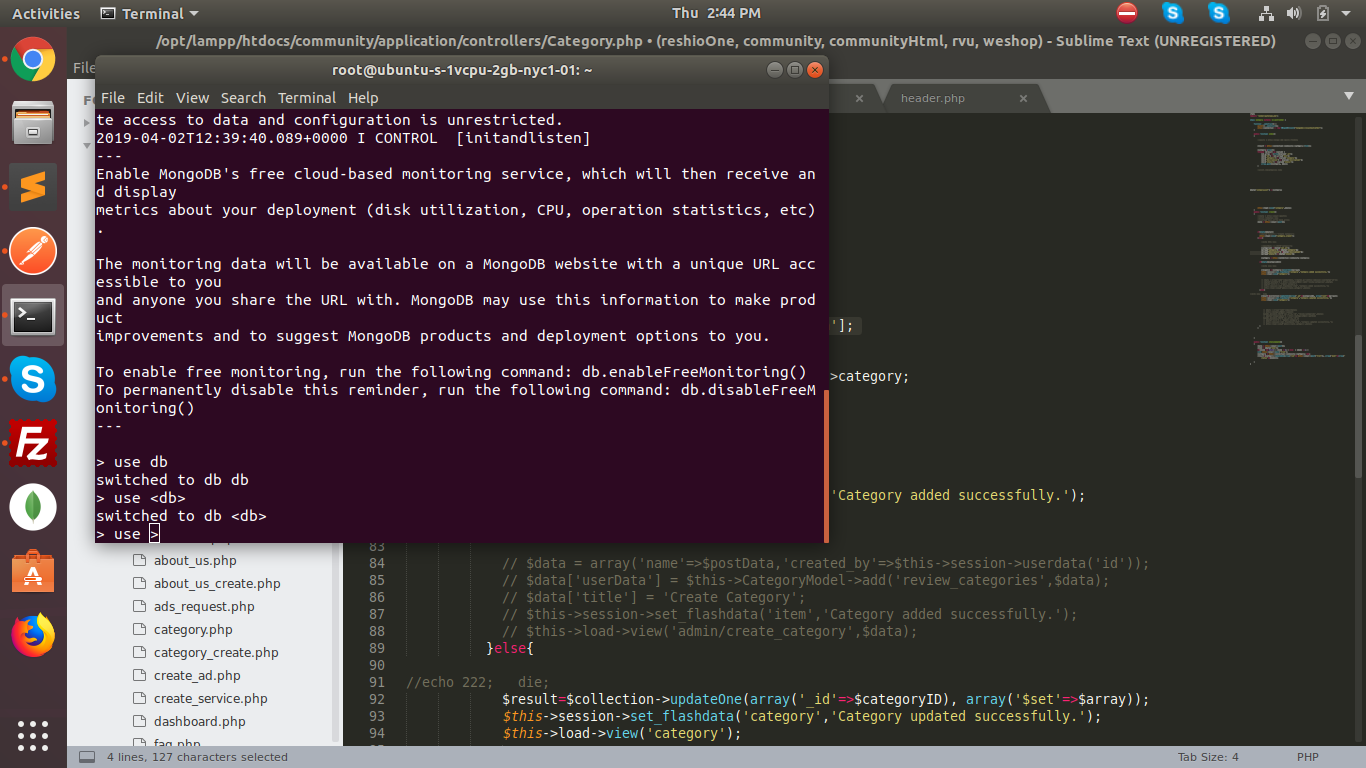 Activities
Terminal
Thu 2:44 PM
/opt/lampp/htdocs/community/application/controllers/Category.php • (reshioOne, community, communityHtml, rvu, weshop) - Sublime Text (UNREGISTERED)
File
root@ubuntu-s-1vcpu-2gb-nyc1-01: ~
File Edit View Search Terminal Help
header.php
te access to data and configuration is unrestricted.
2019-04-02T12:39:40.089+0000 I CONTROL  [initandlisten]
---
Enable MongoDB's free cloud-based monitoring service, which will then receive an
d display
metrics about your deployment (disk utilization, CPU, operation statistics, etc)
.
The monitoring data will be available on a MongoDB website with a unique URL acc
essible to you
and anyone you share the URL with. MongoDB may use this information to make prod
uct
improvements and to suggest MongoDB products and deployment options to you.
To enable free monitoring, run the following command: db.enableFreeMonitoring()
To permanently disable this reminder, run the following command: db.disableFreeM
onitoring()
---
> use db
switched to db db
> use <db>
switched to db <db>
> use >
'];
>category;
'Category added successfully.');
about_us.php
about_us_create.php
ads_request.php
category.php
category_create.php
create_ad.php
create_service.php
dashboard.php
faq.php
83
84 // $data = array('name'=>$postData,'created_by'=>$this->session->userdata('id'));
85 // $data['userData'] = $this->CategoryModel->add('review_categories',$data);
86 // $data['title'] = 'Create Category';
87 // $this->session->set_flashdata('item','Category added successfully.');
88 // $this->load->view('admin/create_category',$data);
89 }else{
90
91 //echo 222;   die;
92 $result=$collection->updateOne(array('_id'=>$categoryID), array('$set'=>$array));
93 $this->session->set_flashdata('category','Category updated successfully.');
94 $this->load->view('category');
4 lines, 127 characters selected
Tab Size: 4
PHP